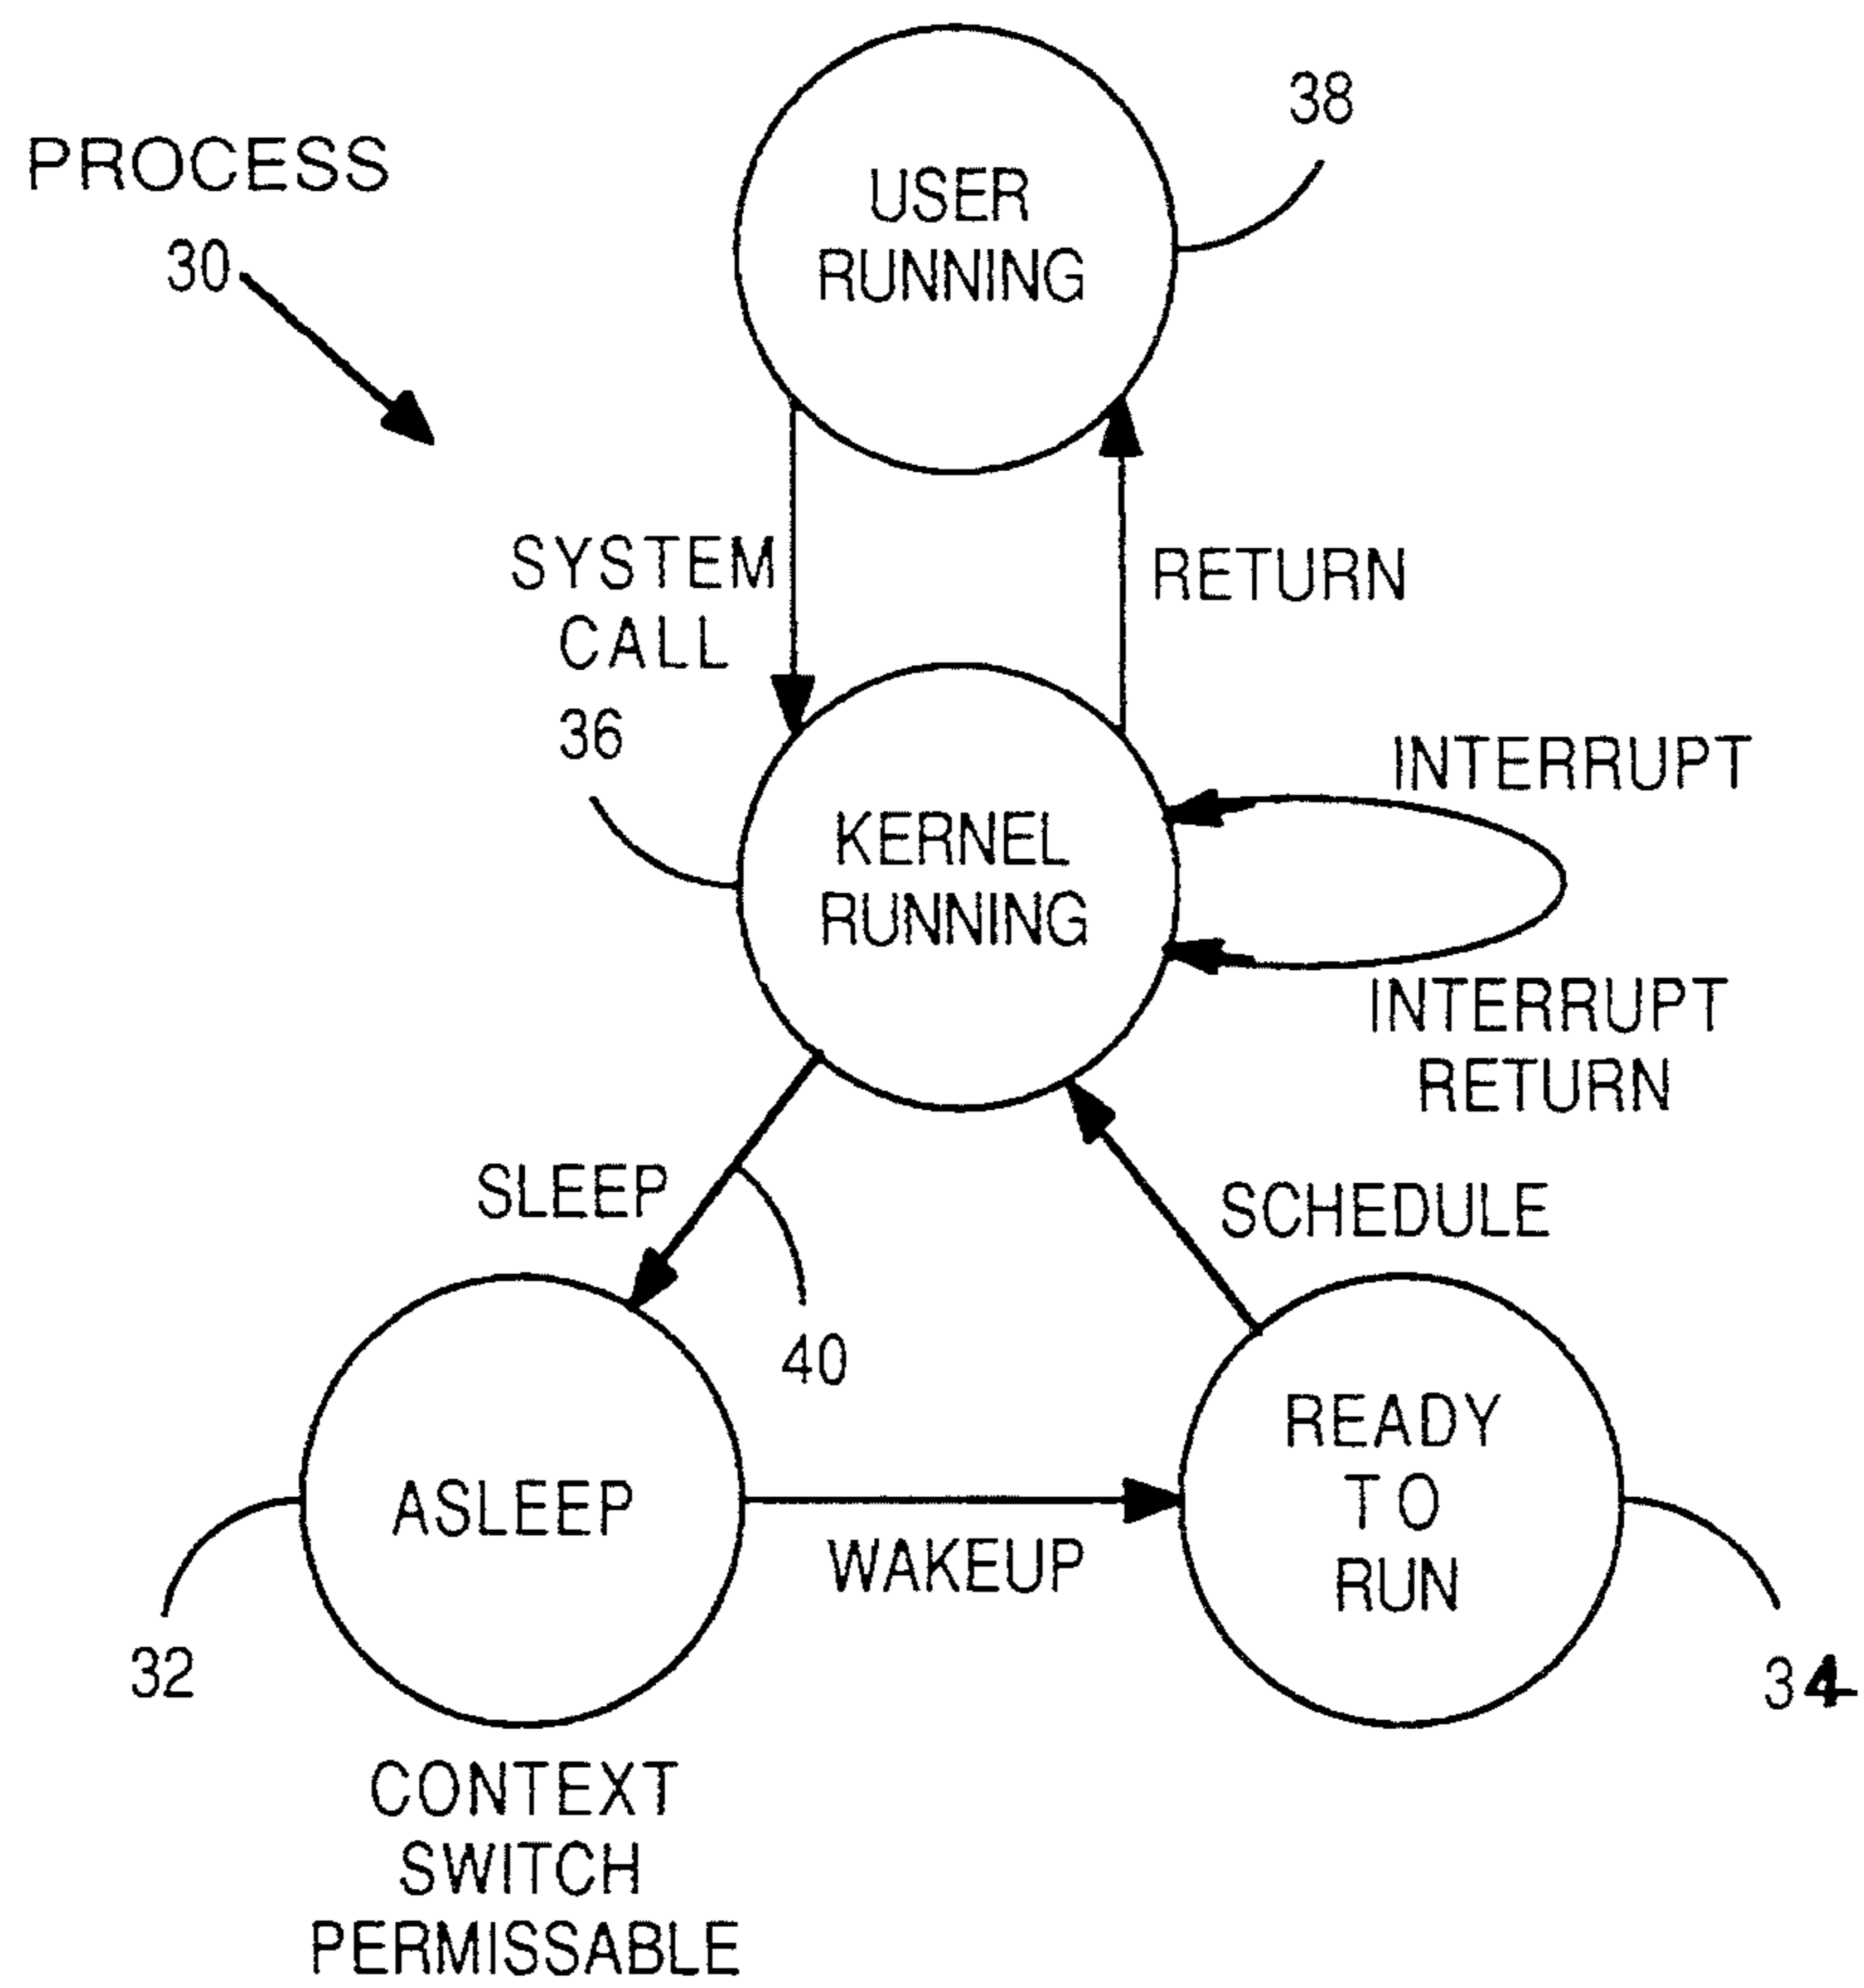 38
PROCESS
30
USER
RUNNING
SYSTEM
CALL
RETURN
36
INTERRUPT
KERNEL
RUNNING
INTERRUPT
RETURN
SLEEP
SCHEDULE
40
READY
TO
RUN
ASLEEP
WAKEUP
32
34
CONTEXT
SWITCH
PERMISSABLE